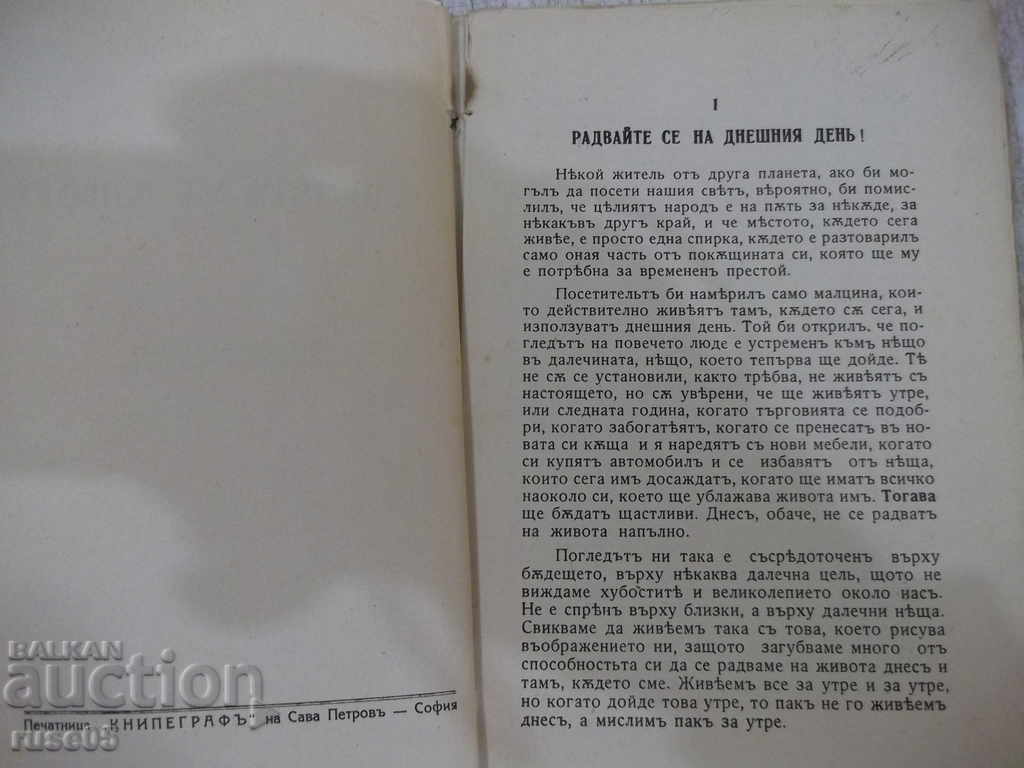 Печатница „КНИПЕГРАФЪ“ на Сава Петровъ — София
I
РАДВАЙТЕ СЕ НА ДНЕШНИЯ ДЕНЬ!
Нѣкой житель отъ друга планета, ако би мо-
гълъ да посети нашия свѣтъ, вѣроятно, би помис-
лилъ, че цѣлиятъ народъ е на пѫть за нѣкѫде, за
нѣкакъвъ другъ край, и че мѣстото, кѫдето сега
живѣе, е просто една спирка, кѫдето е разтоварилъ
само оная часть отъ покѫщината си, която ще му
е потрѣбна за времененъ престой.
Посетительтъ би намѣрилъ само малцина, кои-
то действително живѣятъ тамъ, кѫдето сѫ сега, и
използуватъ днешния день. Той би открилъ, че по-
гледътъ на повечето люде е устременъ къмъ нѣщо
въ далечината, нѣщо, което тепърва ще дойде. Тѣ
не сѫ се установили, както трѣбва, не живѣятъ съ
настоящето, но сѫ увѣрени, че ще живѣятъ утре,
или следната година, когато търговията се подоб-
ри, когато забогатѣятъ, когато се пренесатъ въ но-
вата си кѫща и я наредятъ съ нови мебели, когато
си купятъ автомобилъ и се избавятъ отъ нѣща,
които сега имъ досаждатъ, когато ще иматъ всичко
наоколо си, което ще ублажава живота имъ. Тогава
ще бѫдатъ щастливи. Днесъ, обаче, не се радватъ
на живота напълно.
Погледътъ ни така е съсрѣдоточенъ върху
бѫдещето, върху нѣкаква далечна цель, щото не
виждаме хубоститѣ и великолепието около насъ.
Не е спрѣнъ върху близки, а върху далечни нѣща.
Свикваме да живѣемъ така съ това, което рисува
въображението ни, защото загубваме много отъ
способностьта си да се радваме на живота днесъ и
тамъ, кѫдето сме. Живѣемъ все за утре и за утре,
но когато дойде това утре, то пакъ не го живѣемъ
днесъ, а мислимъ пакъ за утре.
BALKAN
auction
ruse05